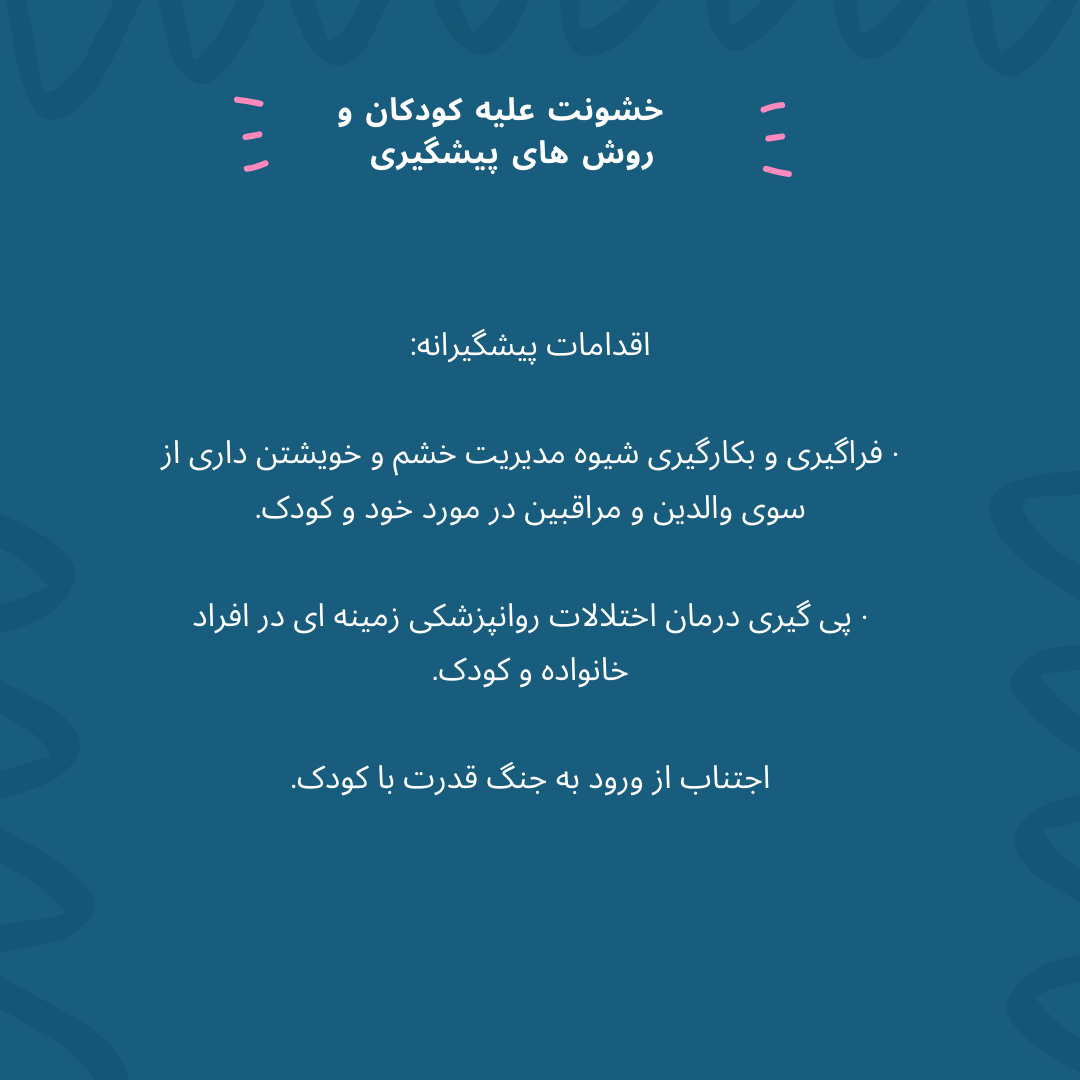 خشونت علیه کودکان و
روش های پیشگیری
اقدامات پیشگیرانه:
· فراگیری و بکارگیری شیوه مدیریت خشم و خویشتن داری از
سوی والدین و مراقبین در مورد خود و کودک.
· پی گیری درمان اختلالات روانپزشکی زمینه ای در افراد
خانواده و کودک.
اجتناب از ورود به جنگ قدرت با کودک.